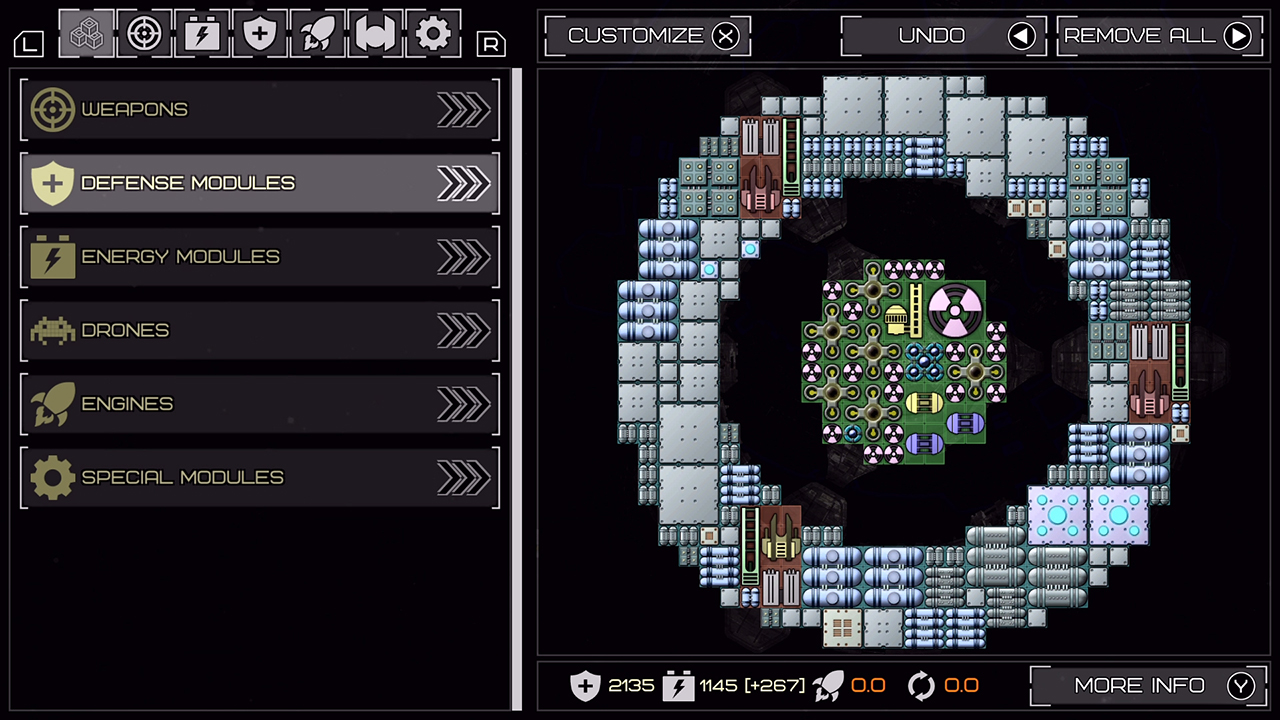 L
R
CUSTOMIZE X
UNDO
REMOVE ALL
WEAPONS
DEFENSE MODULES
ENERGY MODULES
DRONES
ENGINES
SPECIAL MODULES
2135 1145 [+267] 0.0 0.0
MORE INFO Y